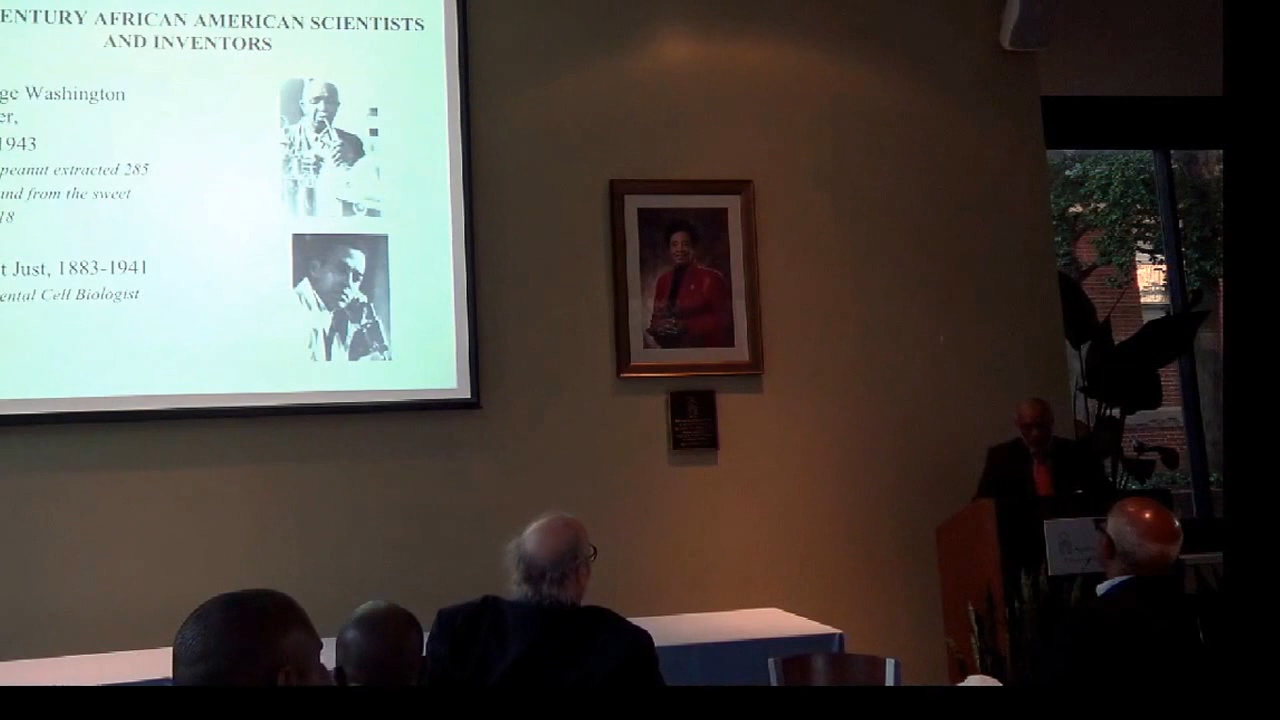 ENTURY AFRICAN AMERICAN SCIENTISTS
AND INVENTORS
ge Washington
er,
1943
peanut extracted 285
and from the sweet
18
t Just, 1883-1941
ental Cell Biologist